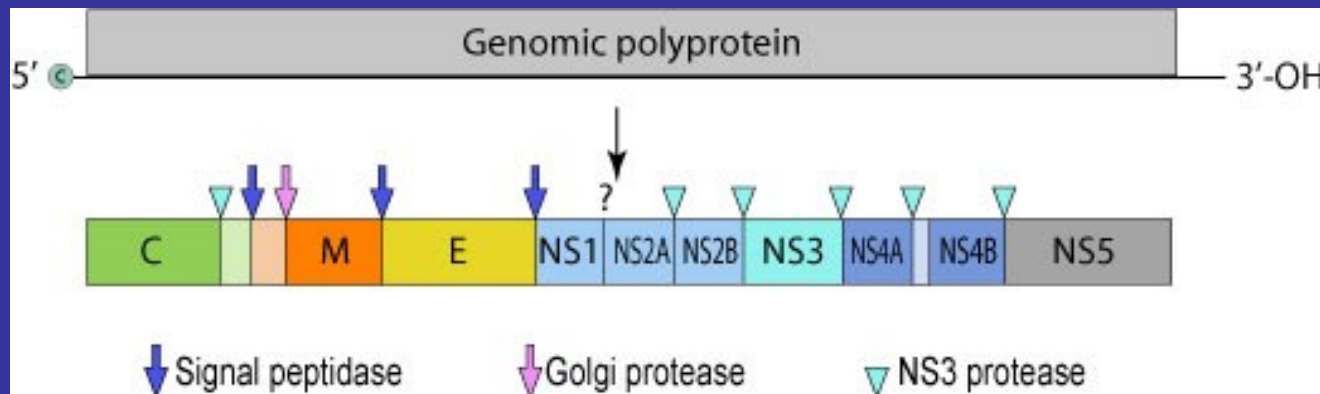 Genomic polyprotein
5' C 3'-OH
?
C M E NS1 NS2A NS2B NS3 NS4A NS4B NS5
Signal peptidase Golgi protease NS3 protease